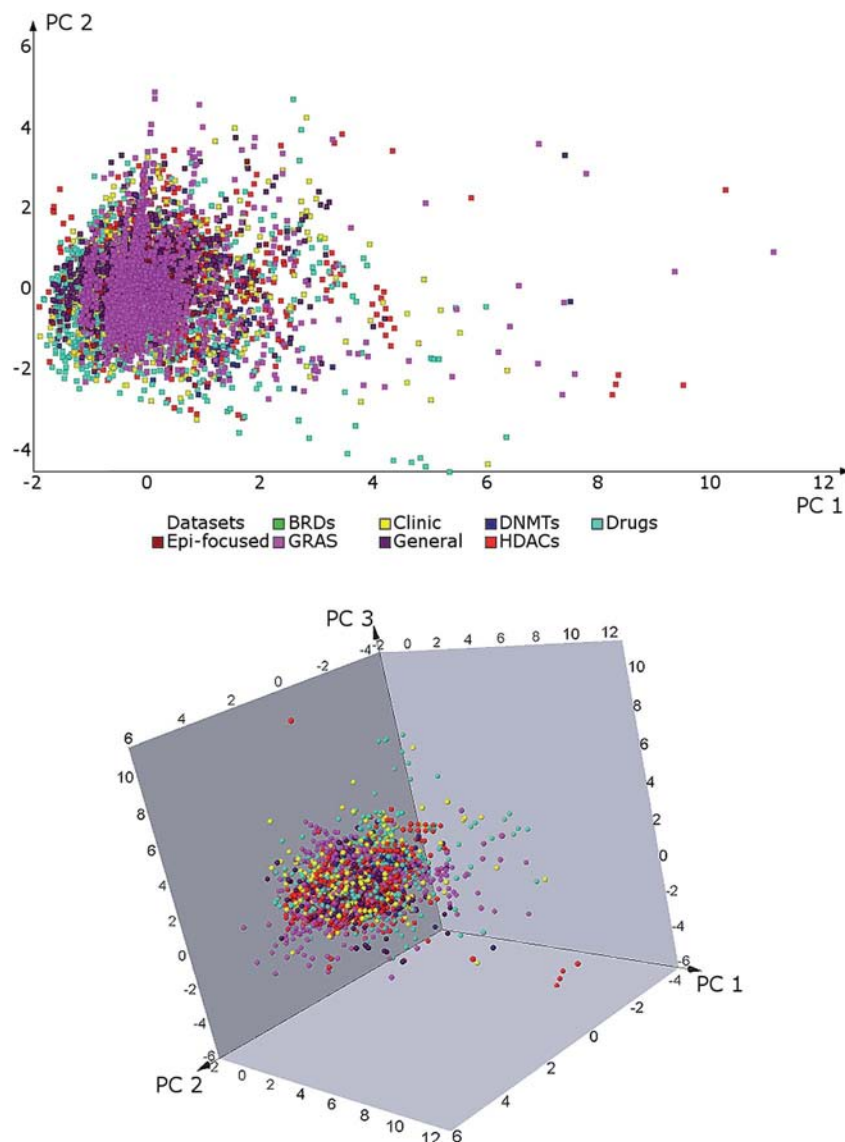 PC 2
6
4
2
0
-2
-4
-2 0 2 4 6 8 10 12
PC 1
Datasets BRDs Clinic DNMTs Drugs
Epi-focused GRAS General HDACs
PC 3
-4 -2 0 2 4 6 8 10 12
6 4 2 0 -2
10
8
6
4
2
0
-2
-4
-6
10
8
6
4
2
0
-2
-4
-6
PC 1
-4
-2
0
2
4
6
PC 2
-2 0 2 4 6 8 10 12